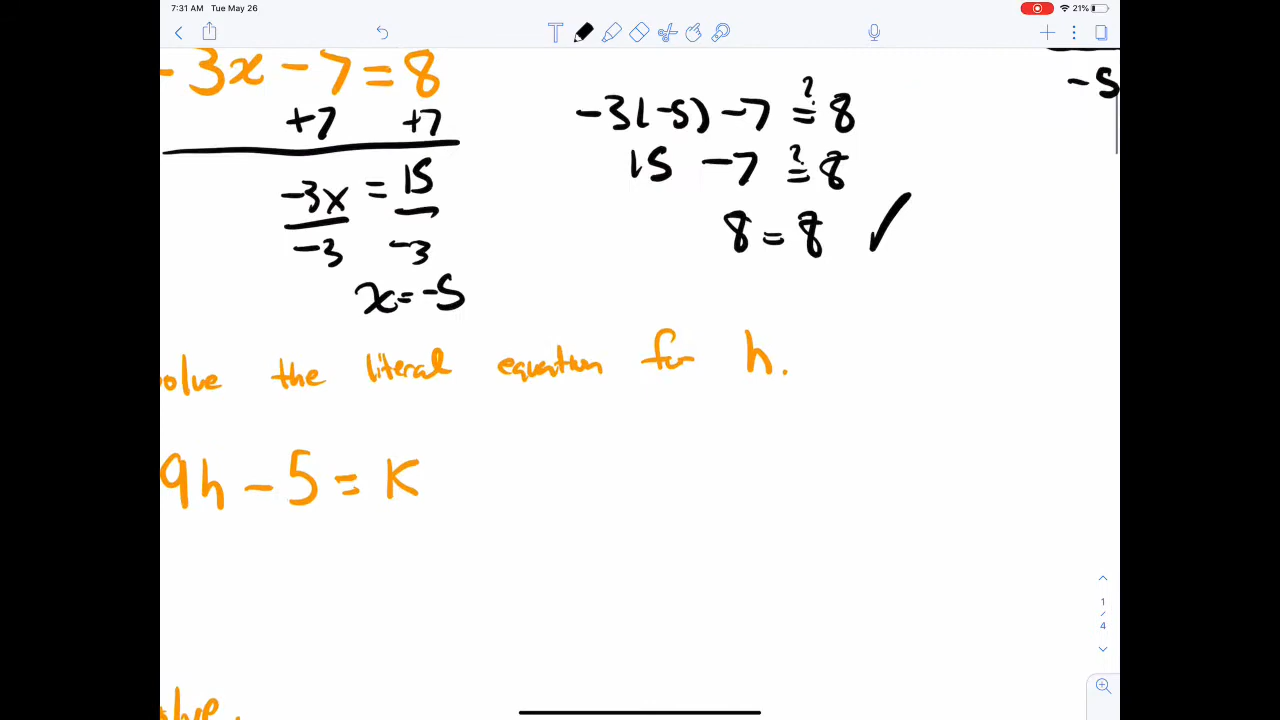 7:31 AM Tue May 26
21%
- 3x - 7 = 8
+7 +7
-3x = 15
-3 -3
x = -5
-3(-5) - 7 ≟ 8
15 - 7 ≟ 8
8 = 8 ✓
-5
olve the literal equation for h.
9h - 5 = K
1
/
4